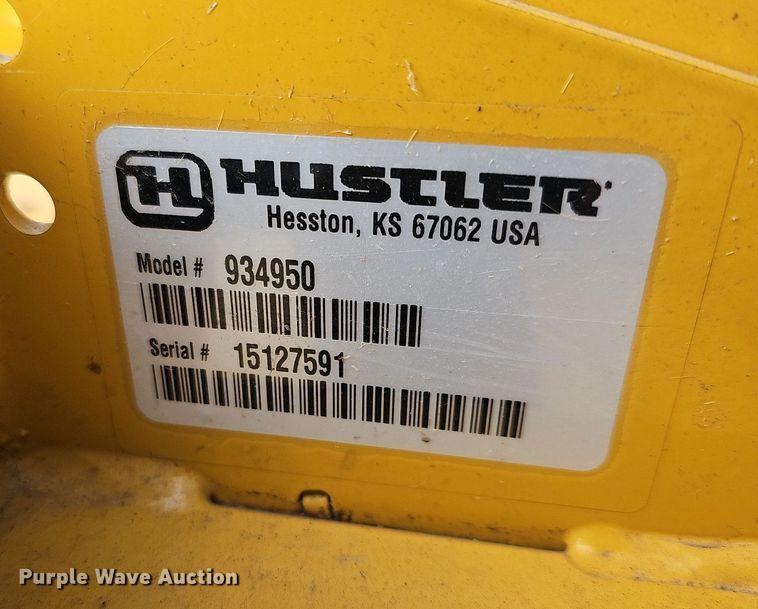 H HUSTLER
Hesston, KS 67062 USA
Model # 934950
Serial # 15127591
Purple Wave Auction